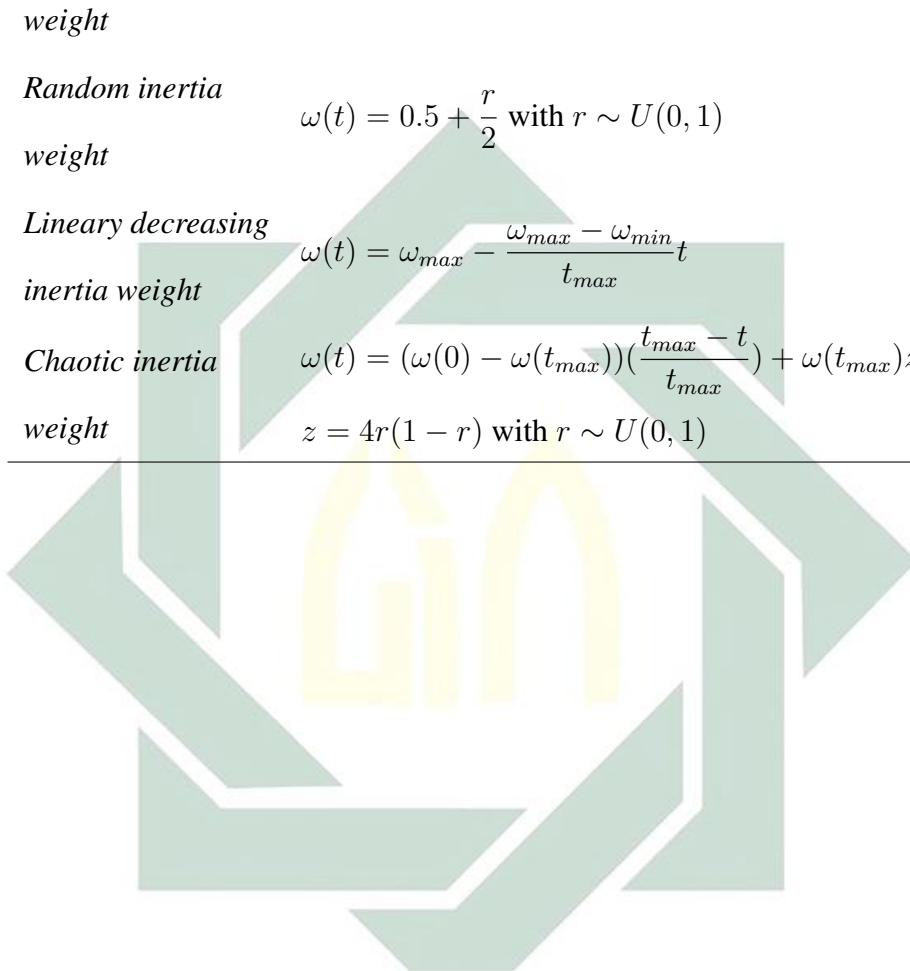 weight
Random inertia
weight
ω(t) = 0.5 + r/2 with r ∼ U(0, 1)
Lineary decreasing
inertia weight
ω(t) = ω_max − (ω_max − ω_min)/t_max t
Chaotic inertia
weight
ω(t) = (ω(0) − ω(t_max))((t_max − t)/t_max) + ω(t_max)z
z = 4r(1 − r) with r ∼ U(0, 1)